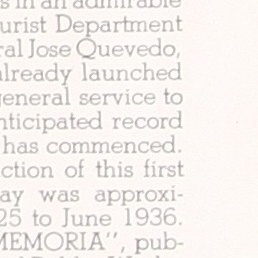 s in an admirable
urist Department
ral Jose Quevedo,
already launched
general service to
nticipated record
has commenced.
ction of this first
ay was approxi-
25 to June 1936.
MEMORIA", pub-